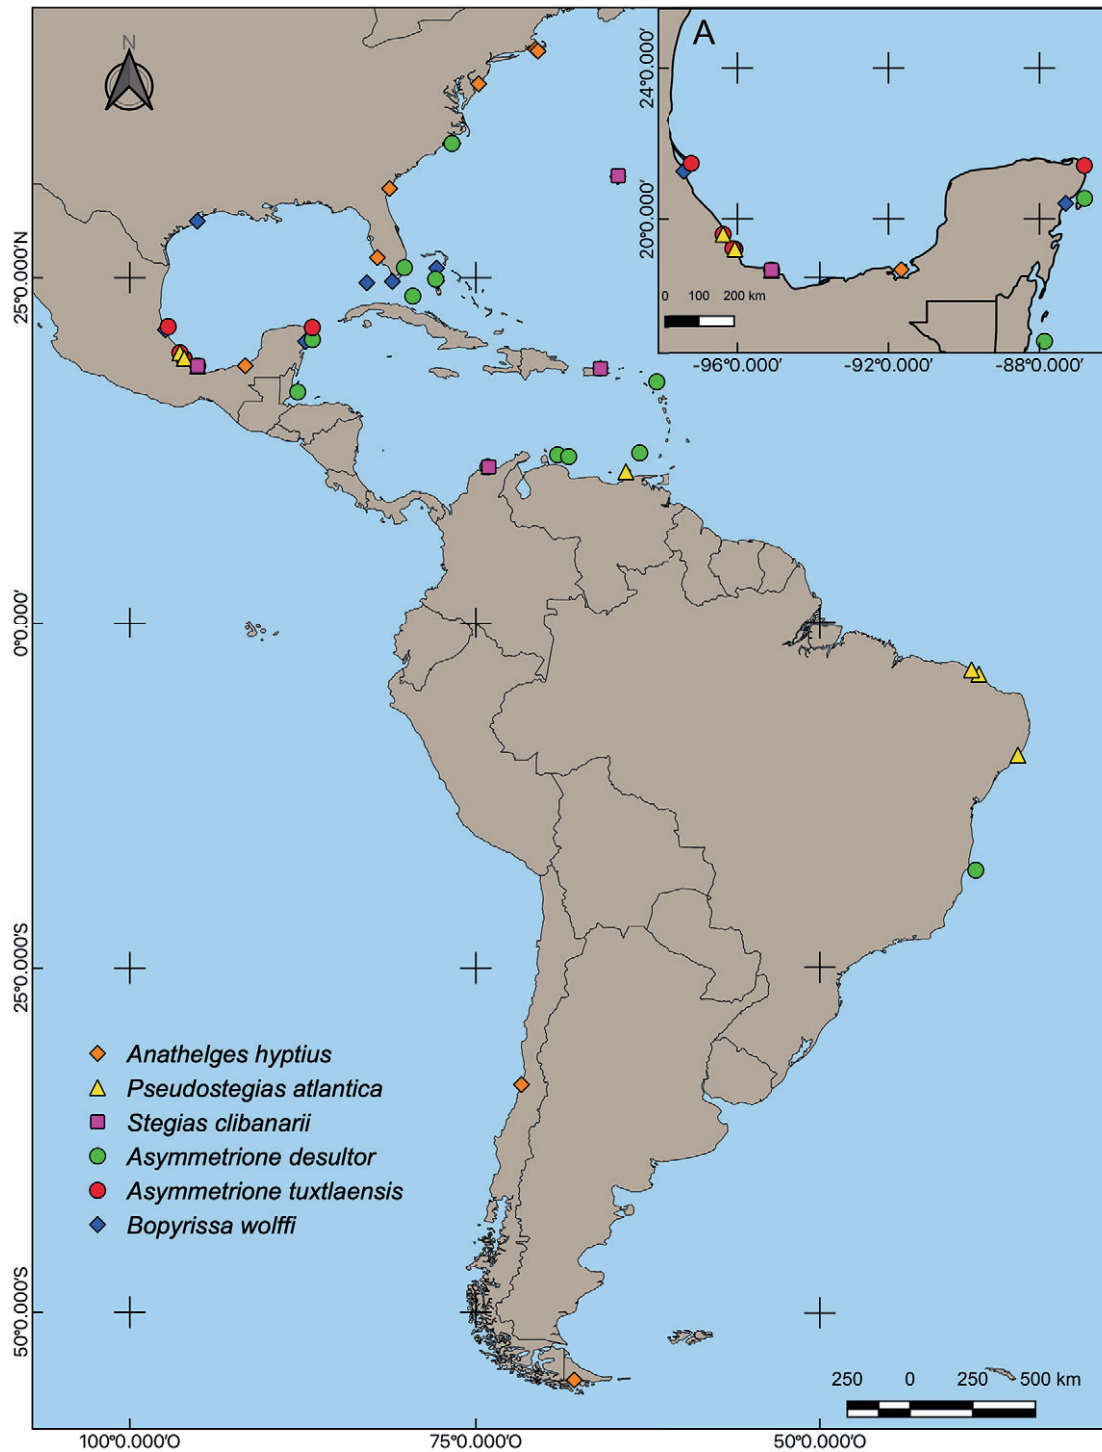 N
A
24°0.000′
20°0.000′
0 100 200 km
-96°0.000′
-92°0.000′
-88°0.000′
25°0.000'N
0°0.000'
25°0.000'S
50°0.000'S
Anathelges hyptius
Pseudostegias atlantica
Stegias clibanarii
Asymmetrione desultor
Asymmetrione tuxtlaensis
Bopyrissa wolffi
250 0 250 500 km
100°0.000'O
75°0.000'O
50°0.000'O